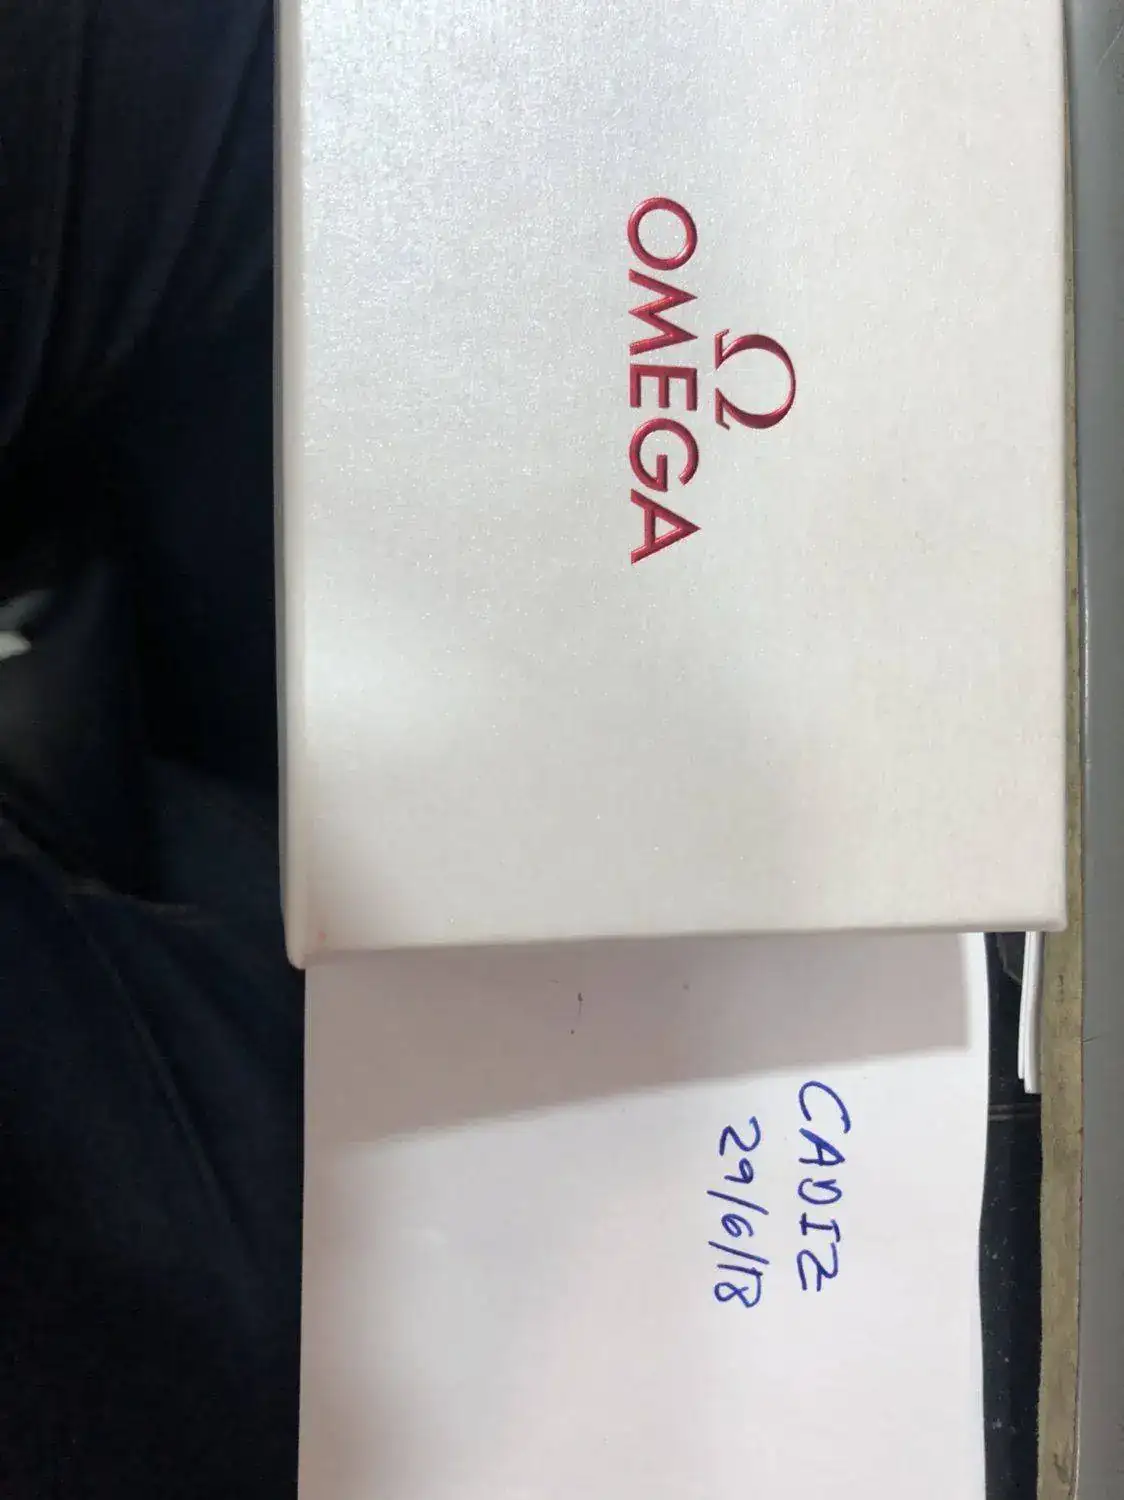 Ω
OMEGA
CADIZ
29/6/18